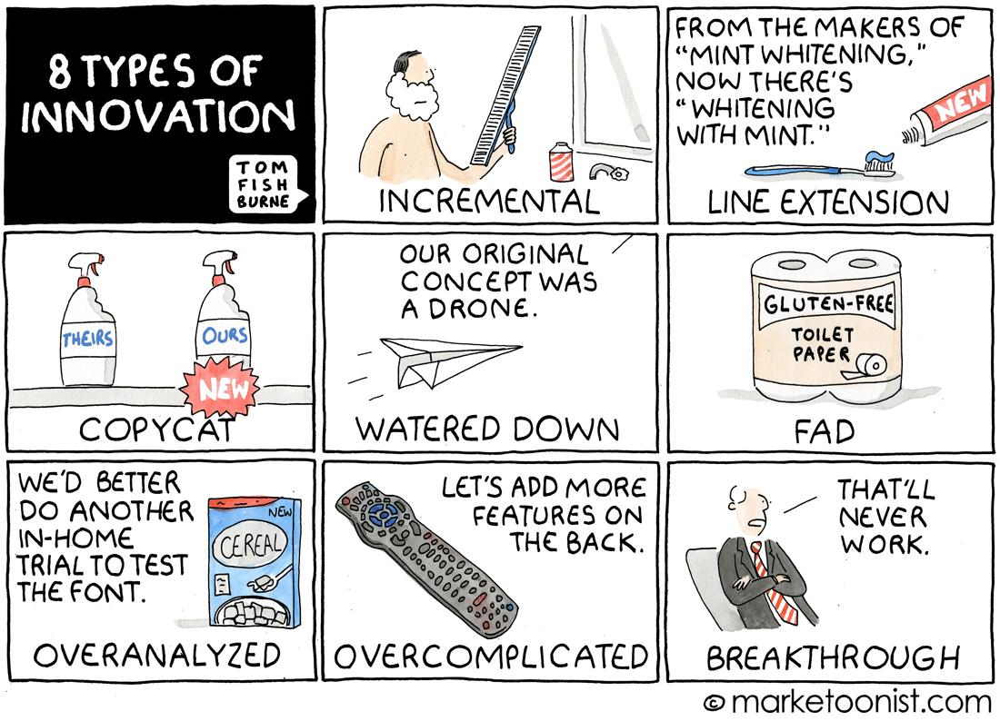 8 TYPES OF
INNOVATION
TOM
FISH
BURNE
INCREMENTAL
FROM THE MAKERS OF
"MINT WHITENING,"
NOW THERE'S
"WHITENING
WITH MINT."
NEW
LINE EXTENSION
THEIRS
OURS
NEW
COPYCAT
OUR ORIGINAL
CONCEPT WAS
A DRONE.
WATERED DOWN
GLUTEN-FREE
TOILET
PAPER
FAD
WE'D BETTER
DO ANOTHER
IN-HOME
TRIAL TO TEST
THE FONT.
NEW
CEREAL
OVERANALYZED
LET'S ADD MORE
FEATURES ON
THE BACK.
OVERCOMPLICATED
THAT'LL
NEVER
WORK.
BREAKTHROUGH
© marketoonist.com